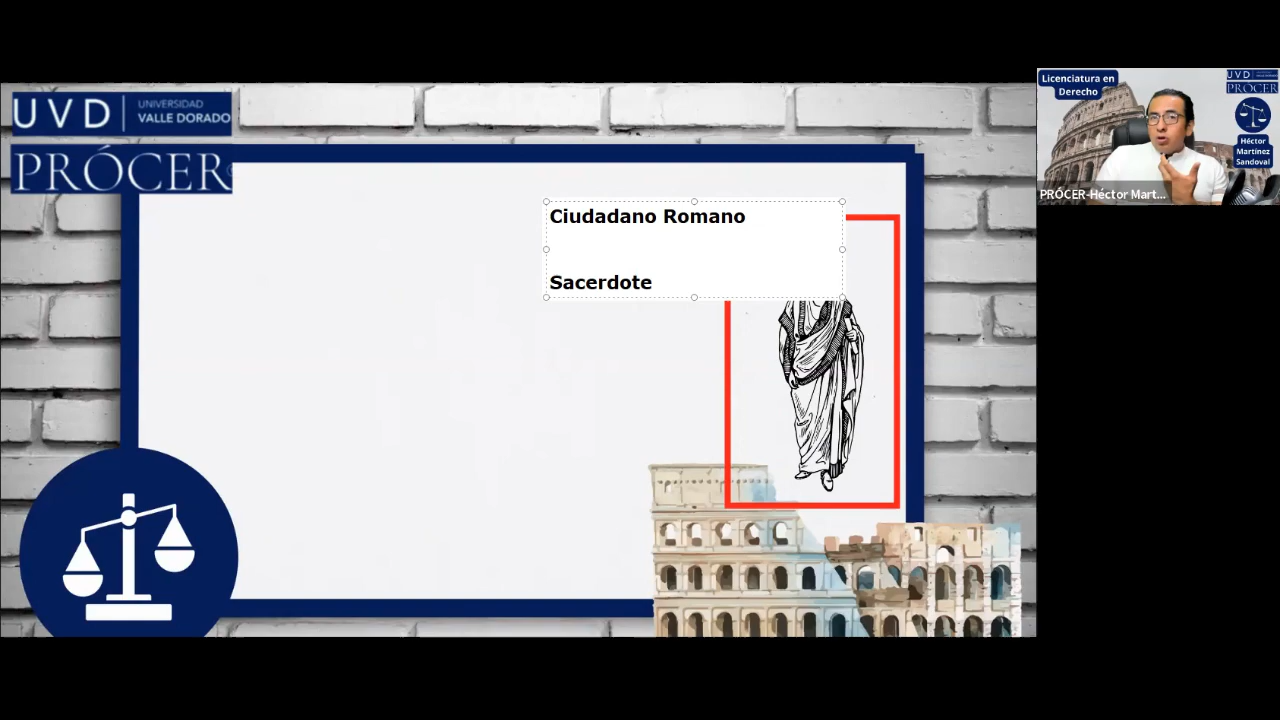 UVD
UNIVERSIDAD
VALLE DORADO
PRÓCER
Ciudadano Romano
Sacerdote
Licenciatura en
Derecho
UVD
PRÓCER
Héctor
Martínez
Sandoval
PRÓCER-Héctor Mart...